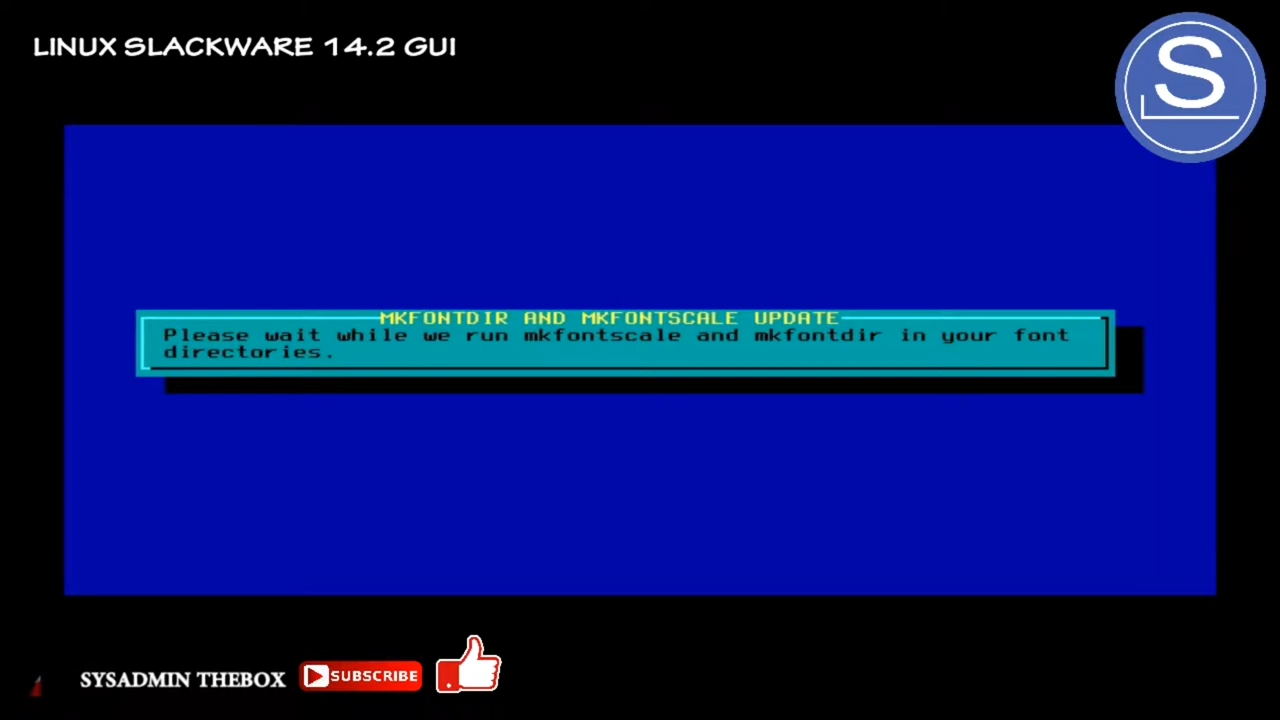 LINUX SLACKWARE 14.2 GUI
S
MKFONTDIR AND MKFONTSCALE UPDATE
Please wait while we run mkfontscale and mkfontdir in your font
directories.
SYSADMIN THEBOX
SUBSCRIBE